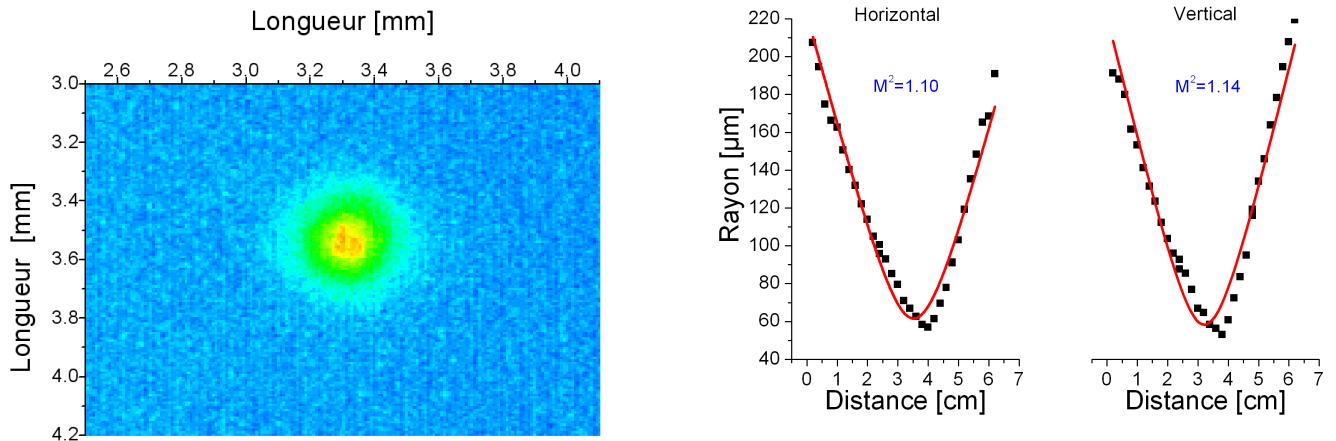 Longueur [mm]
2.6 2.8 3.0 3.2 3.4 3.6 3.8 4.0
3.0
3.2
3.4
3.6
3.8
4.0
4.2
Longueur [mm]
Horizontal
Vertical
M²=1.10
M²=1.14
220
200
180
160
140
120
100
80
60
40
Rayon [µm]
0 1 2 3 4 5 6 7
0 1 2 3 4 5 6 7
Distance [cm]
Distance [cm]